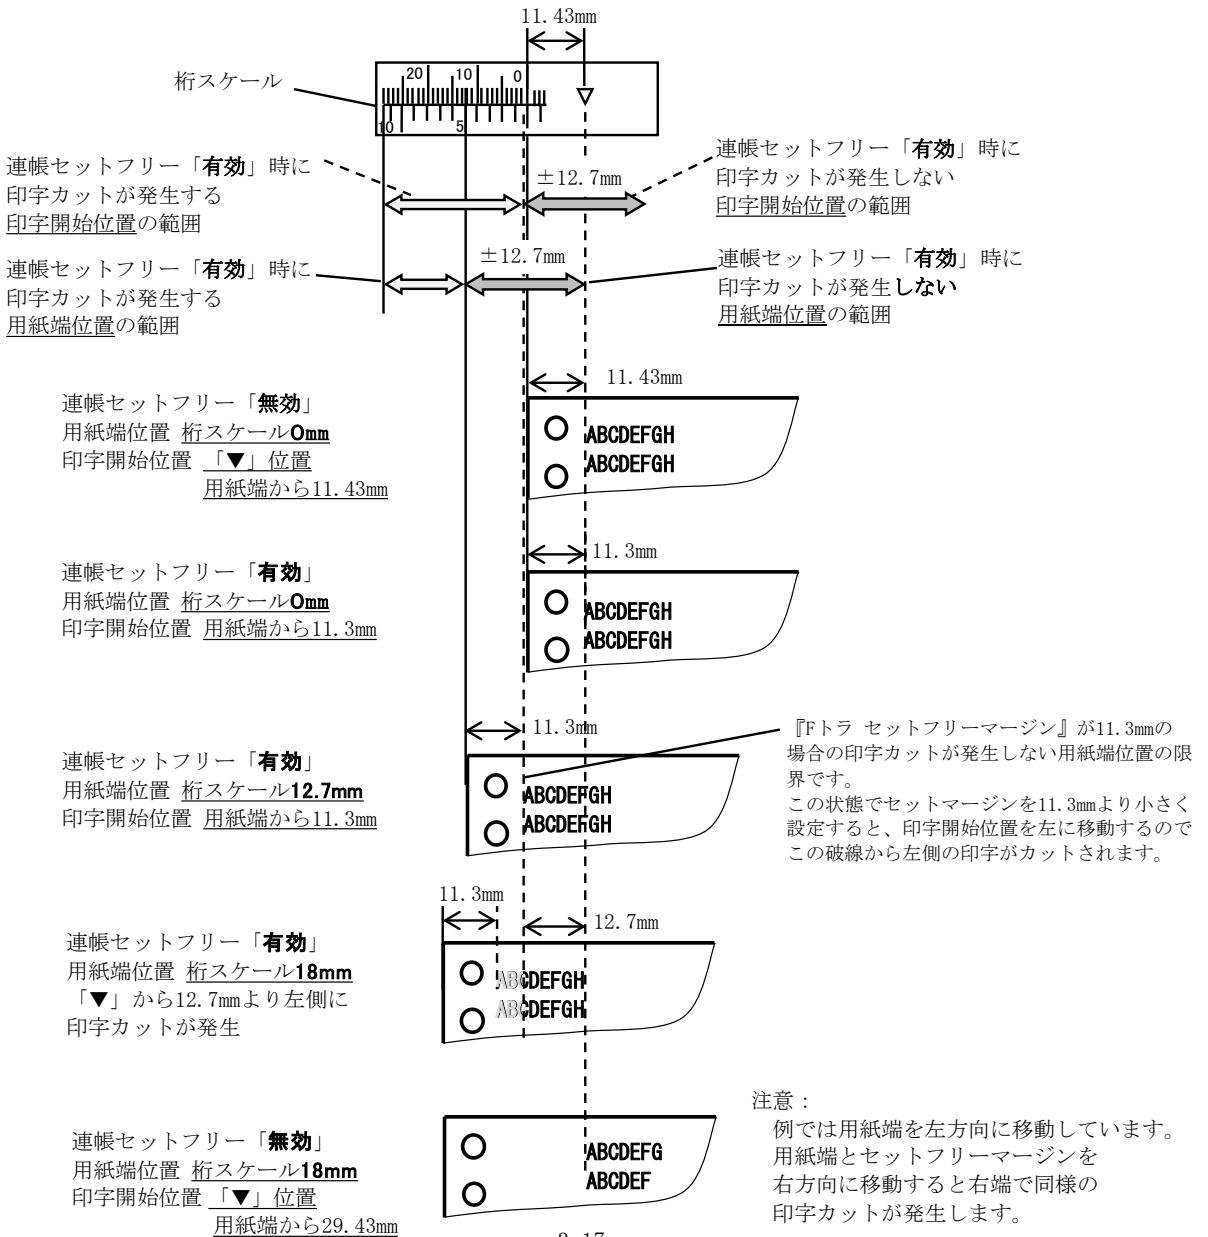 11.43mm
桁スケール
20 10 0
10 5
連帳セットフリー「有効」時に
印字カットが発生する
印字開始位置の範囲
±12.7mm
連帳セットフリー「有効」時に
印字カットが発生しない
印字開始位置の範囲
連帳セットフリー「有効」時に
印字カットが発生する
用紙端位置の範囲
±12.7mm
連帳セットフリー「有効」時に
印字カットが発生しない
用紙端位置の範囲
連帳セットフリー「無効」
用紙端位置 桁スケール0mm
印字開始位置 「▼」位置
用紙端から11.43mm
11.43mm
ABCDEFGH
ABCDEFGH
連帳セットフリー「有効」
用紙端位置 桁スケール0mm
印字開始位置 用紙端から11.3mm
11.3mm
ABCDEFGH
ABCDEFGH
連帳セットフリー「有効」
用紙端位置 桁スケール12.7mm
印字開始位置 用紙端から11.3mm
11.3mm
ABCDEFGH
ABCDEFGH
『Fトラ セットフリーマージン』が11.3mmの
場合の印字カットが発生しない用紙端位置の限
界です。
この状態でセットマージンを11.3mmより小さく
設定すると、印字開始位置を左に移動するので
この破線から左側の印字がカットされます。
連帳セットフリー「有効」
用紙端位置 桁スケール18mm
「▼」から12.7mmより左側に
印字カットが発生
11.3mm
12.7mm
ABCDEFGH
ABCDEFGH
連帳セットフリー「無効」
用紙端位置 桁スケール18mm
印字開始位置 「▼」位置
用紙端から29.43mm
ABCDEFG
ABCDEF
注意：
例では用紙端を左方向に移動しています。
用紙端とセットフリーマージンを
右方向に移動すると右端で同様の
印字カットが発生します。